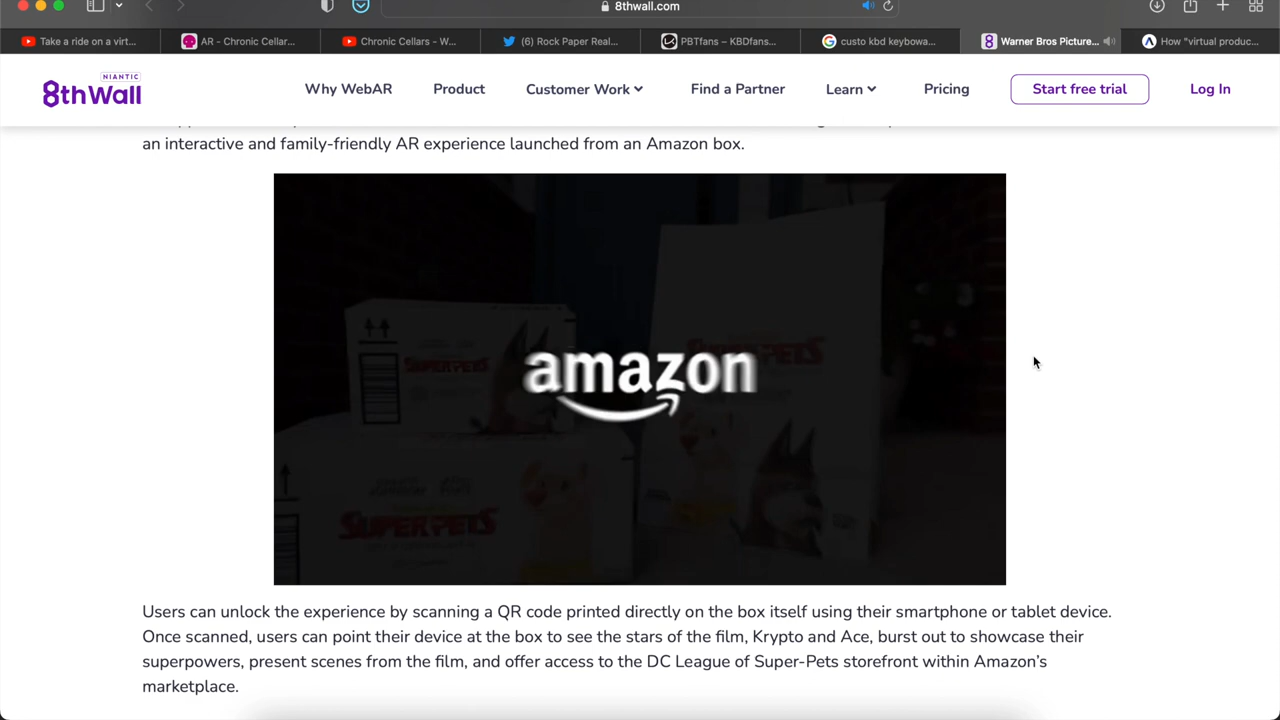 8thwall.com
Take a ride on a virt...
AR - Chronic Cellar...
Chronic Cellars - W...
(6) Rock Paper Real...
PBTfans – KBDfans...
custo kbd keybowa...
Warner Bros Picture...
How "virtual produc...
NIANTIC
8thWall
Why WebAR
Product
Customer Work
Find a Partner
Learn
Pricing
Start free trial
Log In
an interactive and family-friendly AR experience launched from an Amazon box.
amazon
SUPERPETS
SUPERPETS
Users can unlock the experience by scanning a QR code printed directly on the box itself using their smartphone or tablet device.
Once scanned, users can point their device at the box to see the stars of the film, Krypto and Ace, burst out to showcase their
superpowers, present scenes from the film, and offer access to the DC League of Super-Pets storefront within Amazon's
marketplace.